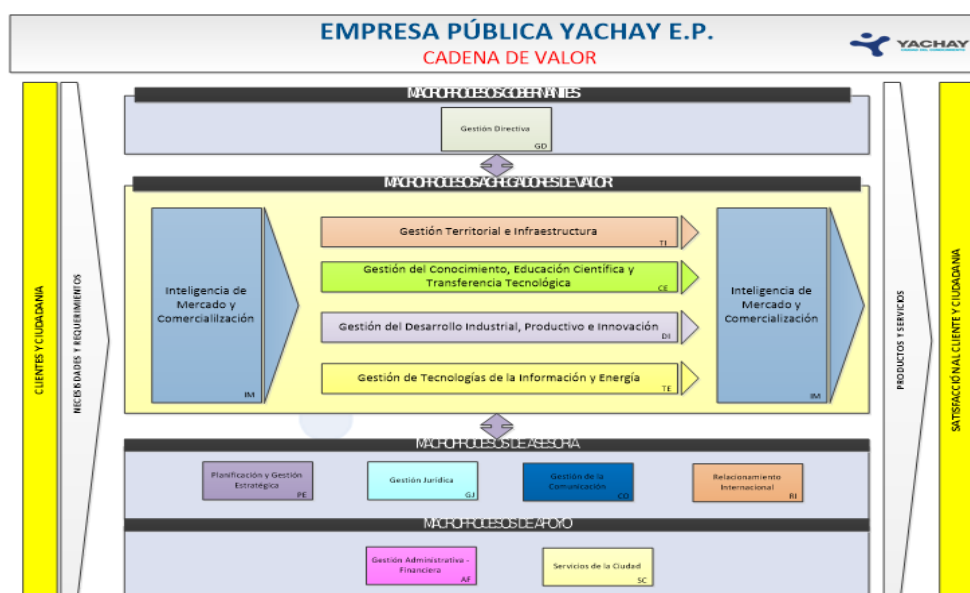 EMPRESA PÚBLICA YACHAY E.P.
CADENA DE VALOR
YACHAY
CLIENTES Y CIUDADANÍA
NECESIDADES Y REQUERIMIENTOS
MACROPROCESOS GOBERNANTES
Gestión Directiva
GD
MACROPROCESOS AGREGADORES DE VALOR
Inteligencia de
Mercado y
Comercialilzación
IM
Gestión Territorial e Infraestructura
TI
Gestión del Conocimiento, Educación Científica y
Transferencia Tecnológica
CE
Gestión del Desarrollo Industrial, Productivo e Innovación
DI
Gestión de Tecnologías de la Información y Energía
TE
Inteligencia de
Mercado y
Comercialización
IM
MACROPROCESOS DE ASESORIA
Planificación y Gestión
Estratégica
PE
Gestión Jurídica
GJ
Gestión de la
Comunicación
CO
Relacionamiento
Internacional
RI
MACROPROCESOS DE APOYO
Gestión Administrativa -
Financiera
AF
Servicios de la Ciudad
SC
PRODUCTOS Y SERVICIOS
SATISFACCIÓN AL CLIENTE Y CIUDADANÍA